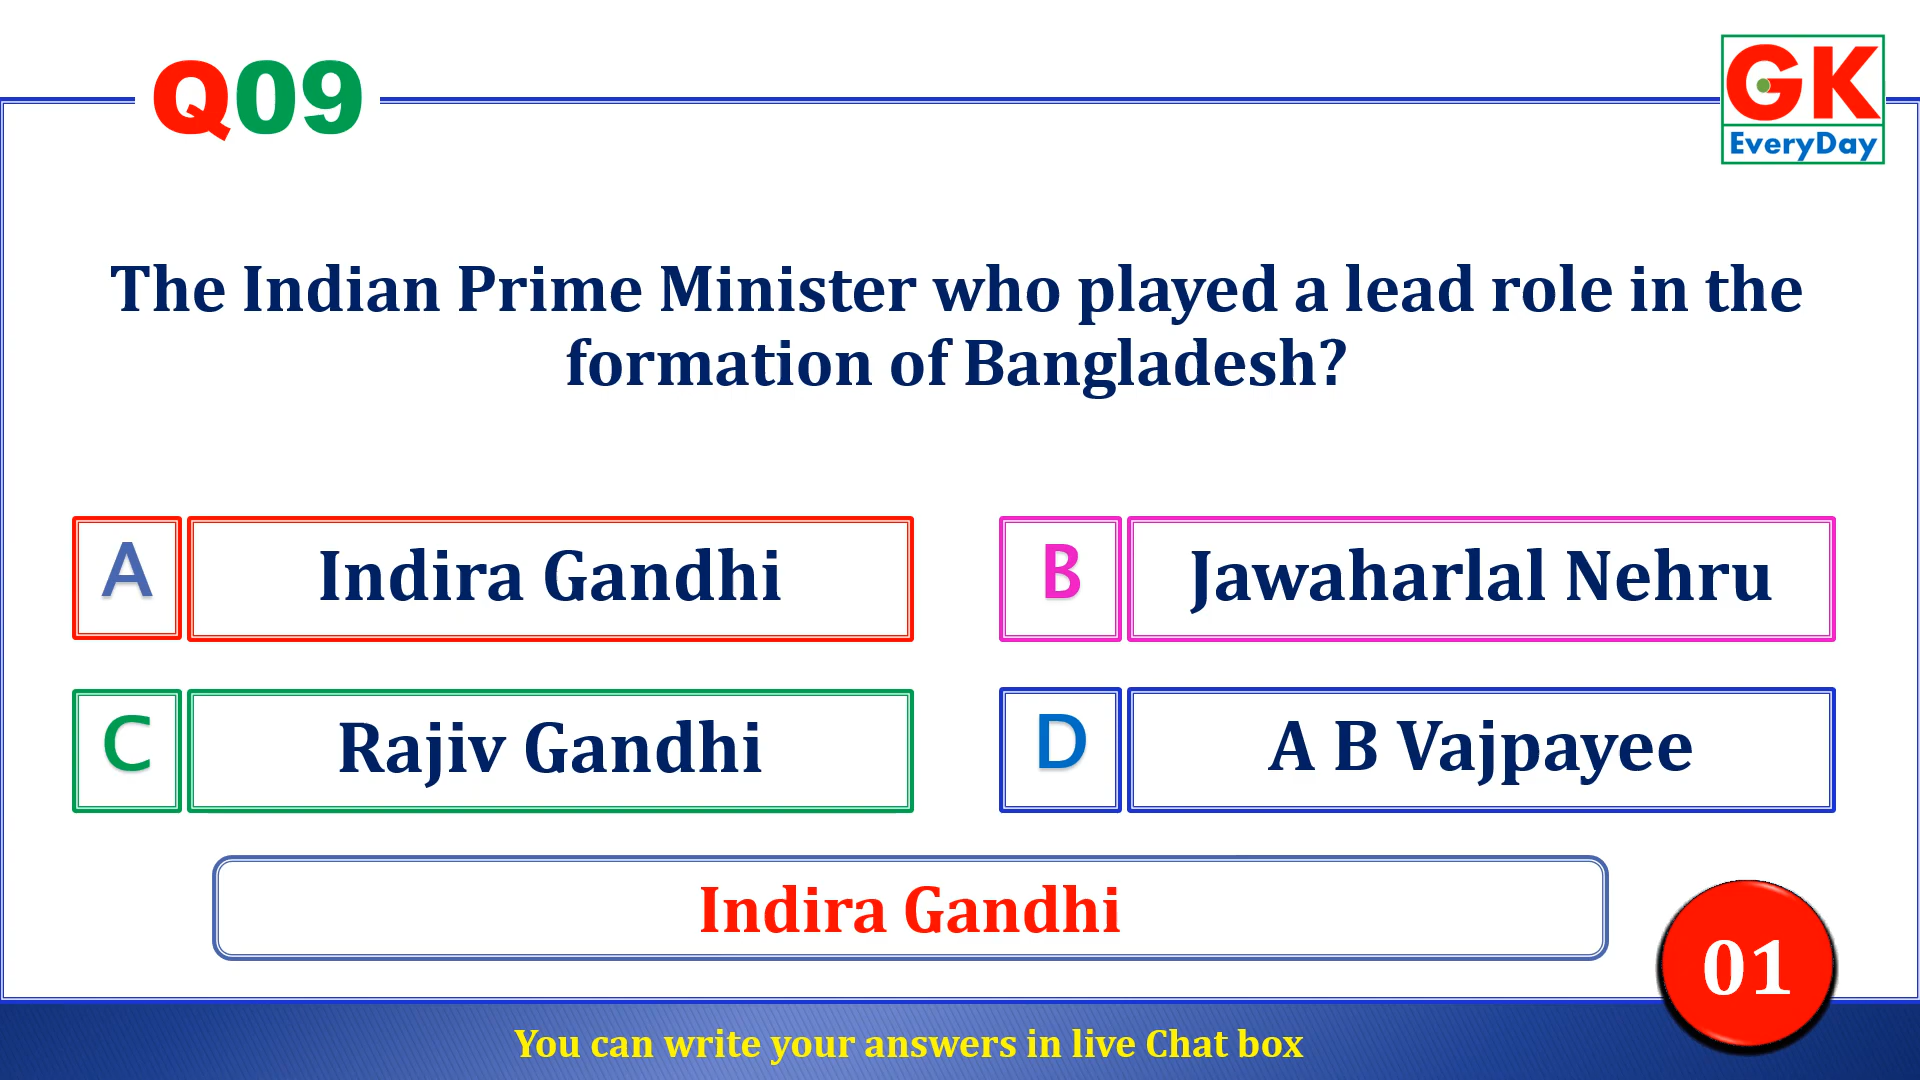 Q09
GK
EveryDay
The Indian Prime Minister who played a lead role in the
formation of Bangladesh?
A Indira Gandhi
B Jawaharlal Nehru
C Rajiv Gandhi
D A B Vajpayee
Indira Gandhi
01
You can write your answers in live Chat box